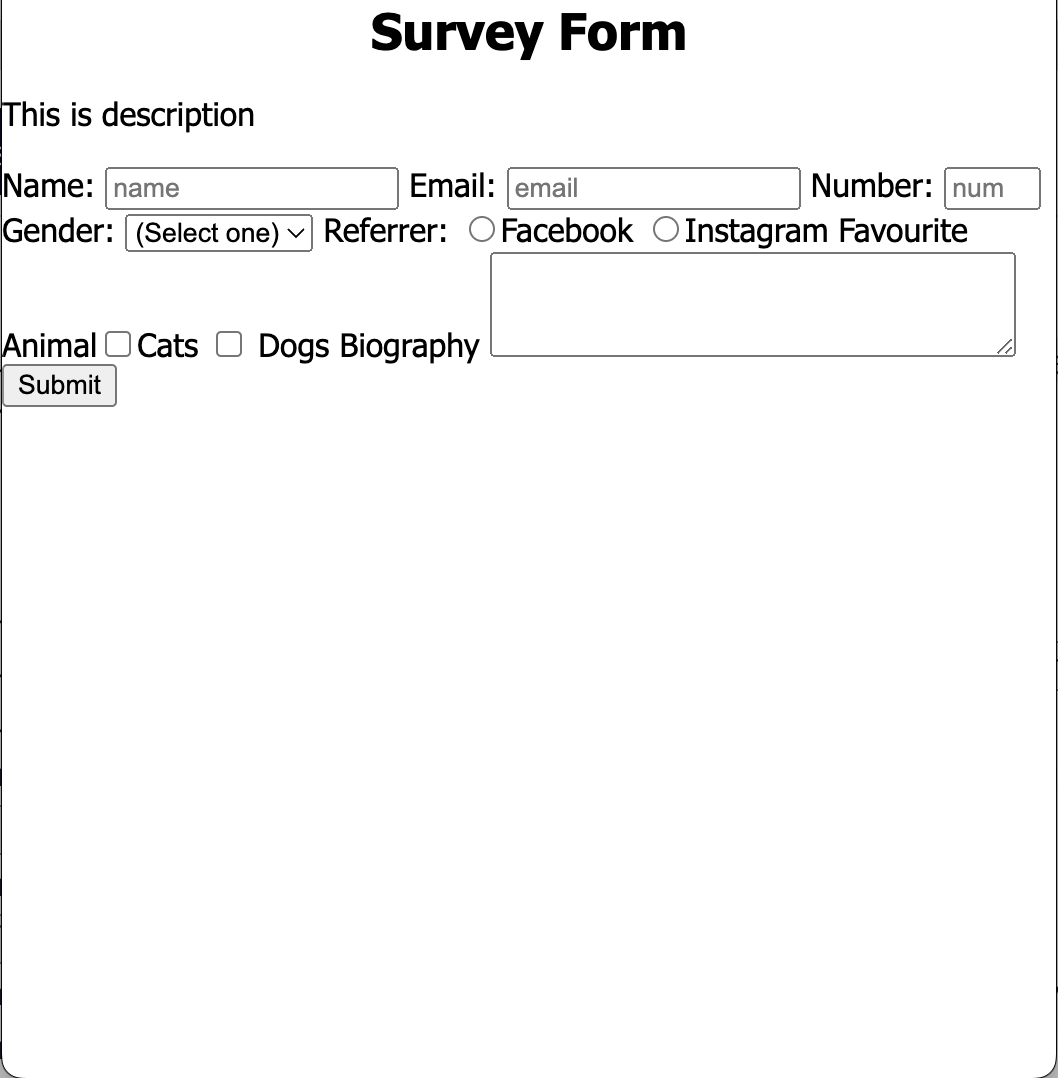 Survey Form
This is description
Name: name Email: email Number: num
Gender: (Select one) Referrer: Facebook Instagram Favourite
Animal Cats Dogs Biography
Submit